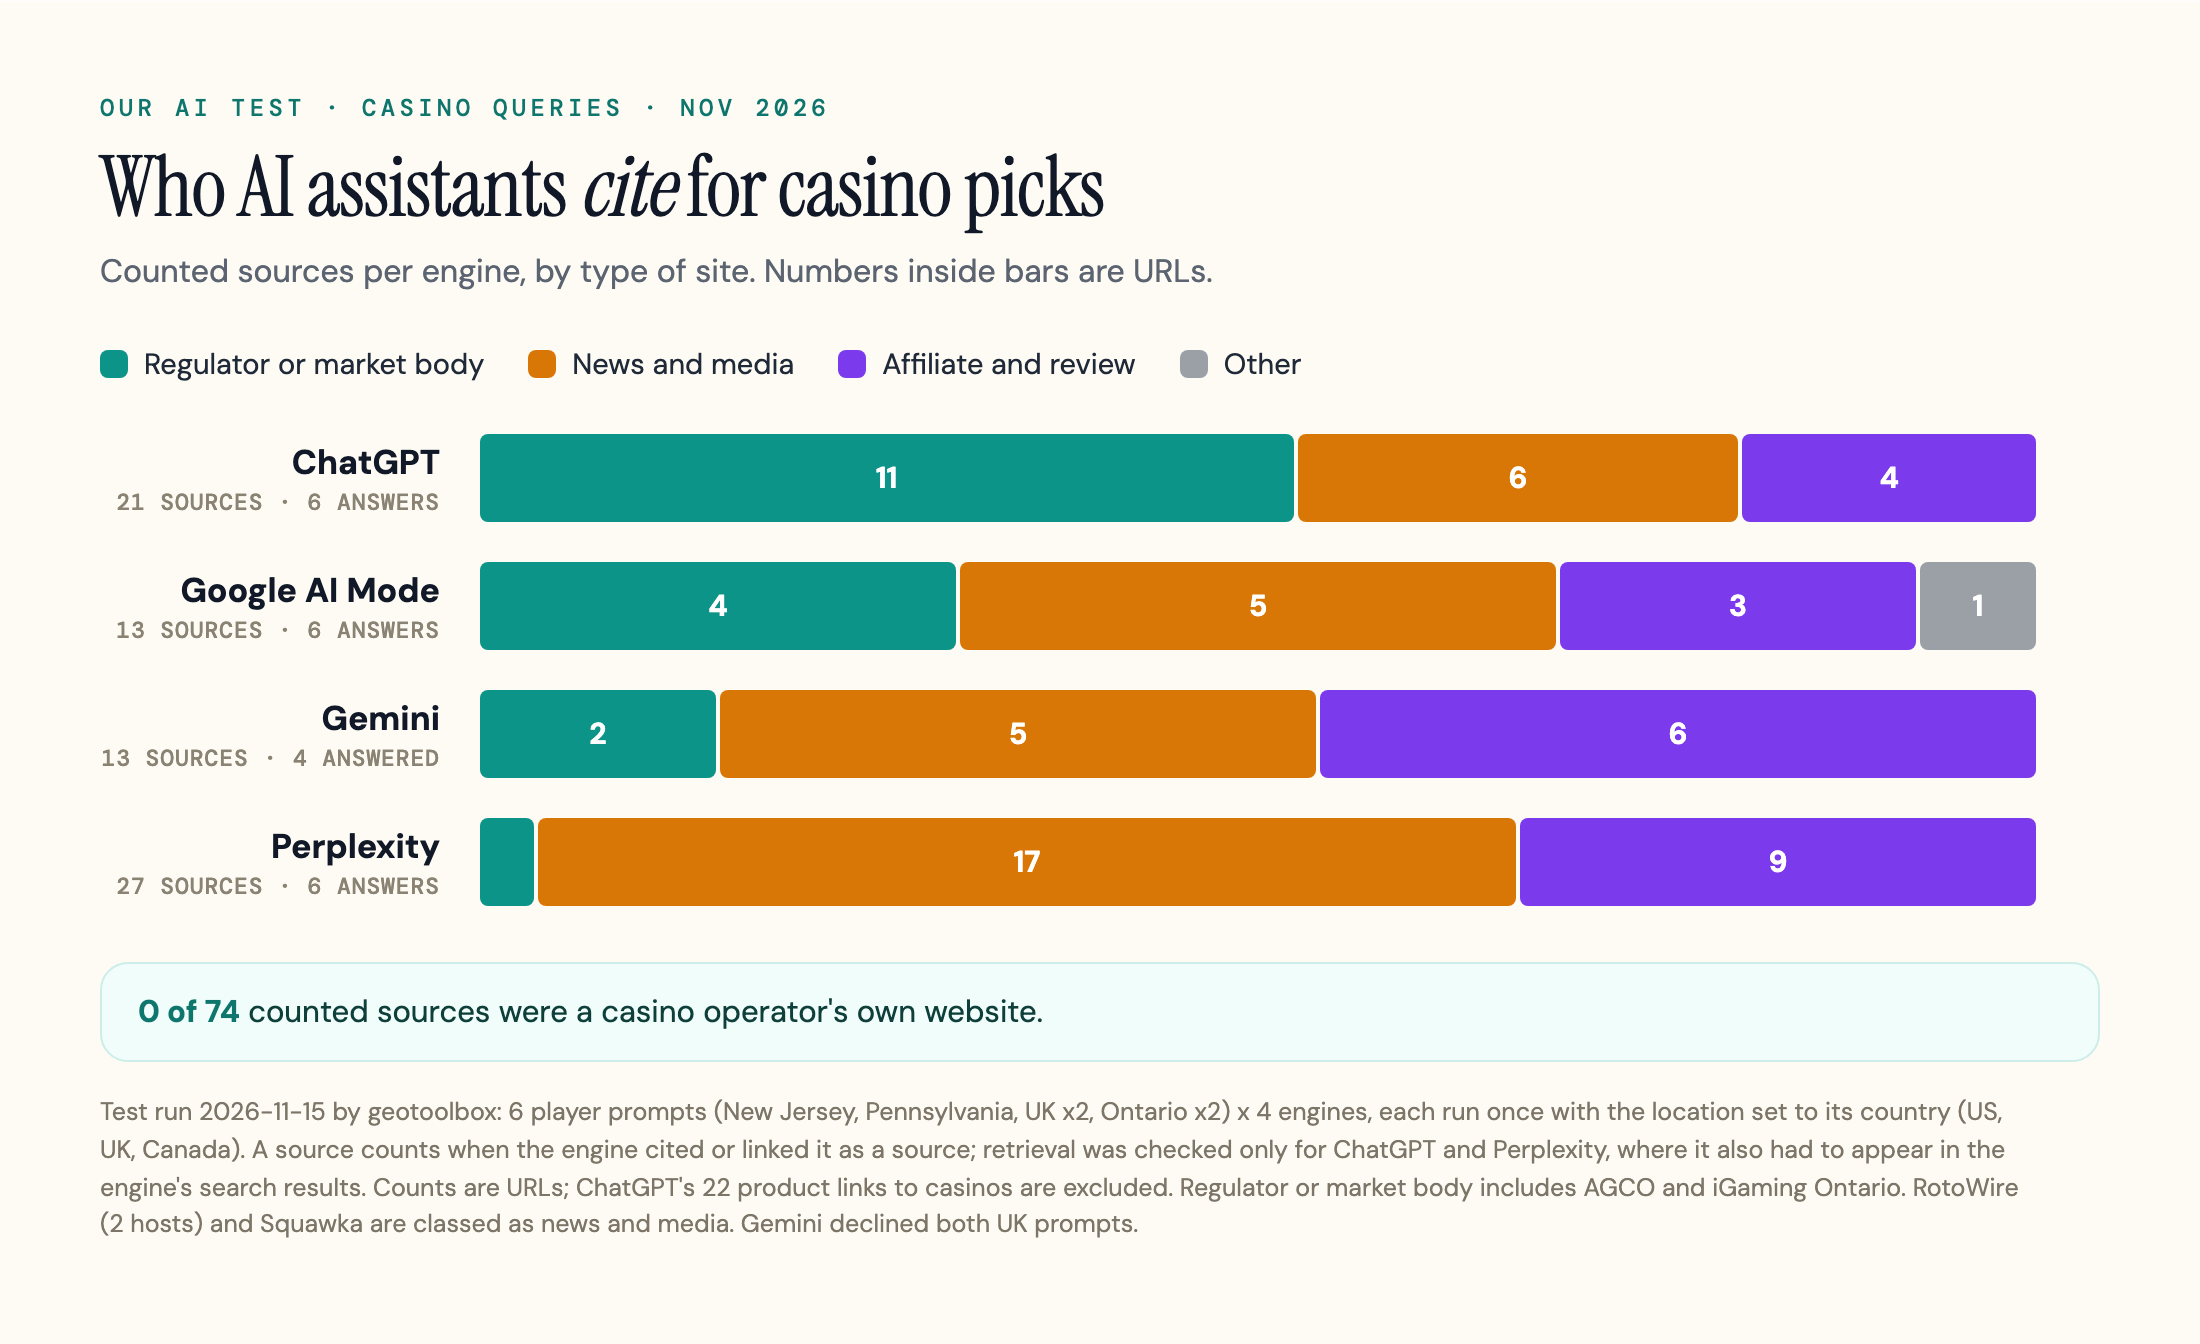 OUR AI TEST · CASINO QUERIES · NOV 2026
Who AI assistants cite for casino picks
Counted sources per engine, by type of site. Numbers inside bars are URLs.
Regulator or market body News and media Affiliate and review Other
ChatGPT
21 SOURCES · 6 ANSWERS
11 6 4
Google AI Mode
13 SOURCES · 6 ANSWERS
4 5 3 1
Gemini
13 SOURCES · 4 ANSWERED
2 5 6
Perplexity
27 SOURCES · 6 ANSWERS
17 9
0 of 74 counted sources were a casino operator's own website.
Test run 2026-11-15 by geotoolbox: 6 player prompts (New Jersey, Pennsylvania, UK x2, Ontario x2) x 4 engines, each run once with the location set to its country (US,
UK, Canada). A source counts when the engine cited or linked it as a source; retrieval was checked only for ChatGPT and Perplexity, where it also had to appear in the
engine's search results. Counts are URLs; ChatGPT's 22 product links to casinos are excluded. Regulator or market body includes AGCO and iGaming Ontario. RotoWire
(2 hosts) and Squawka are classed as news and media. Gemini declined both UK prompts.